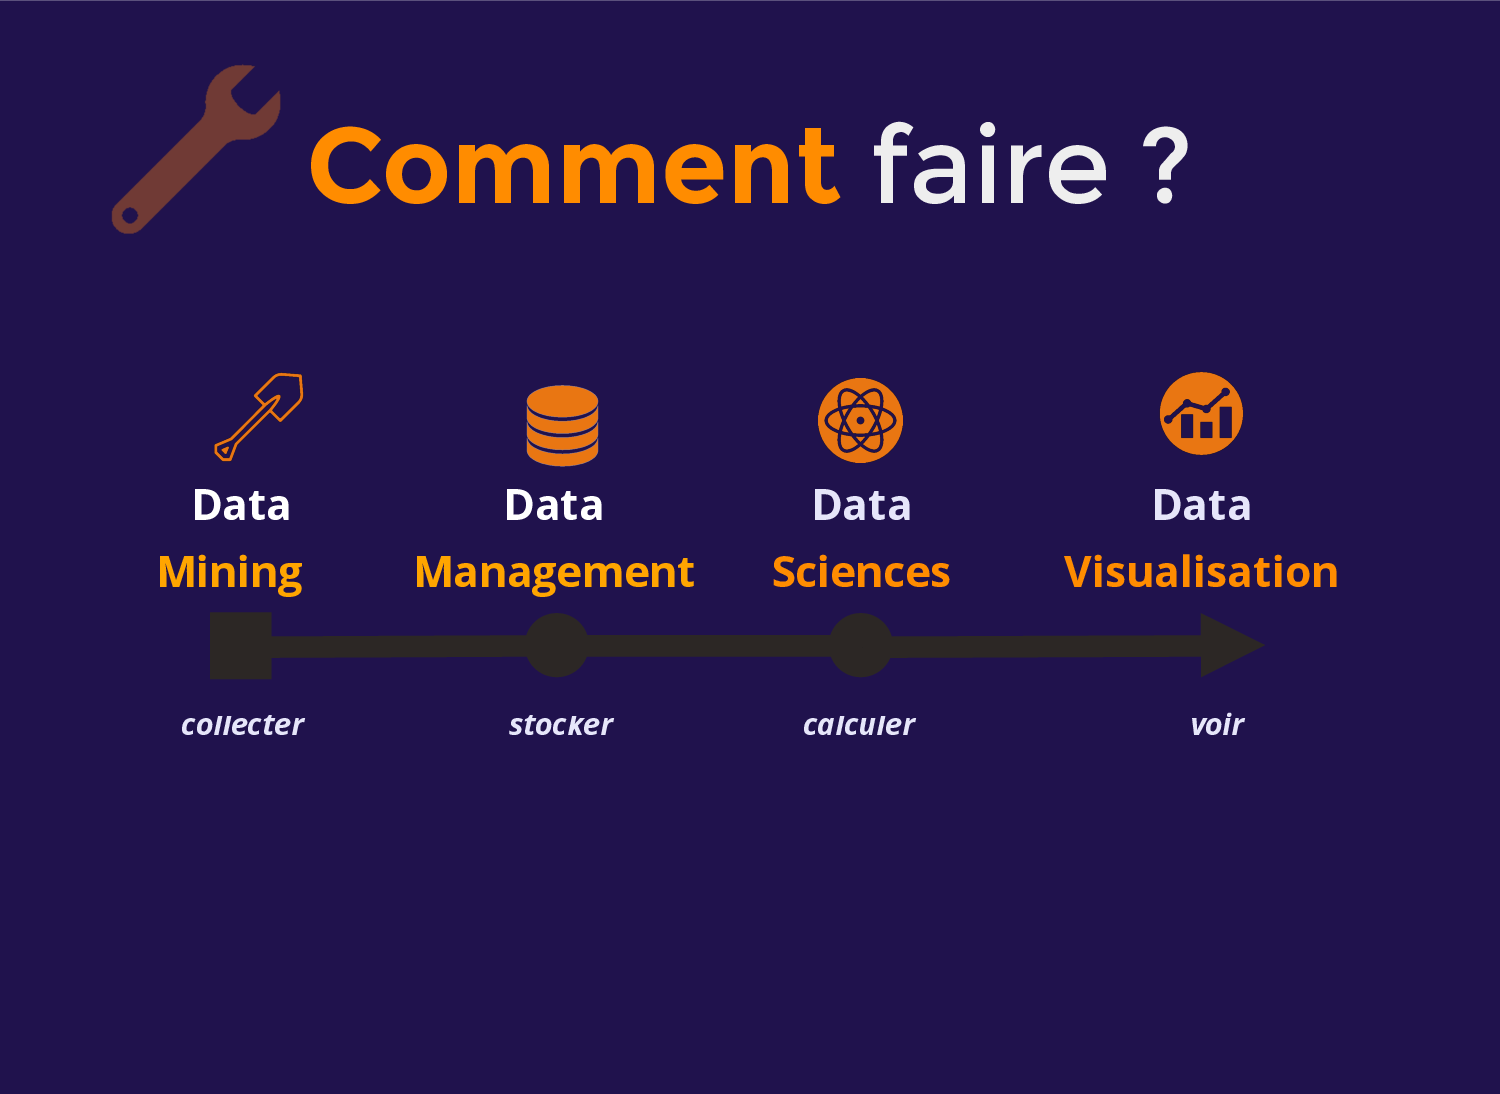 Comment faire ?
Data
Mining
Data
Management
Data
Sciences
Data
Visualisation
collecter
stocker
calculer
voir